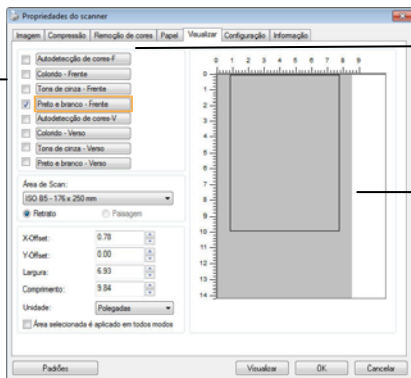 Propriedades do scanner
Imagem Compressão Remoção de cores Papel Visualizar Configuração Informação
Autodetecção de cores-F
Colorido - Frente
Tons de cinza - Frente
Preto e branco - Frente
Autodetecção de cores-V
Colorido - Verso
Tons de cinza - Verso
Preto e branco - Verso
0 1 2 3 4 5 6 7 8 9
0
1
2
3
4
5
6
7
8
9
10
11
12
13
14
Área de Scan:
ISO B5 - 176 x 250 mm
Retrato Paisagem
X-Offset: 0.78
Y-Offset: 0.00
Largura: 6.93
Comprimento: 9.84
Unidade: Polegadas
Área selecionada é aplicado em todos modos
Padrões Visualizar OK Cancelar